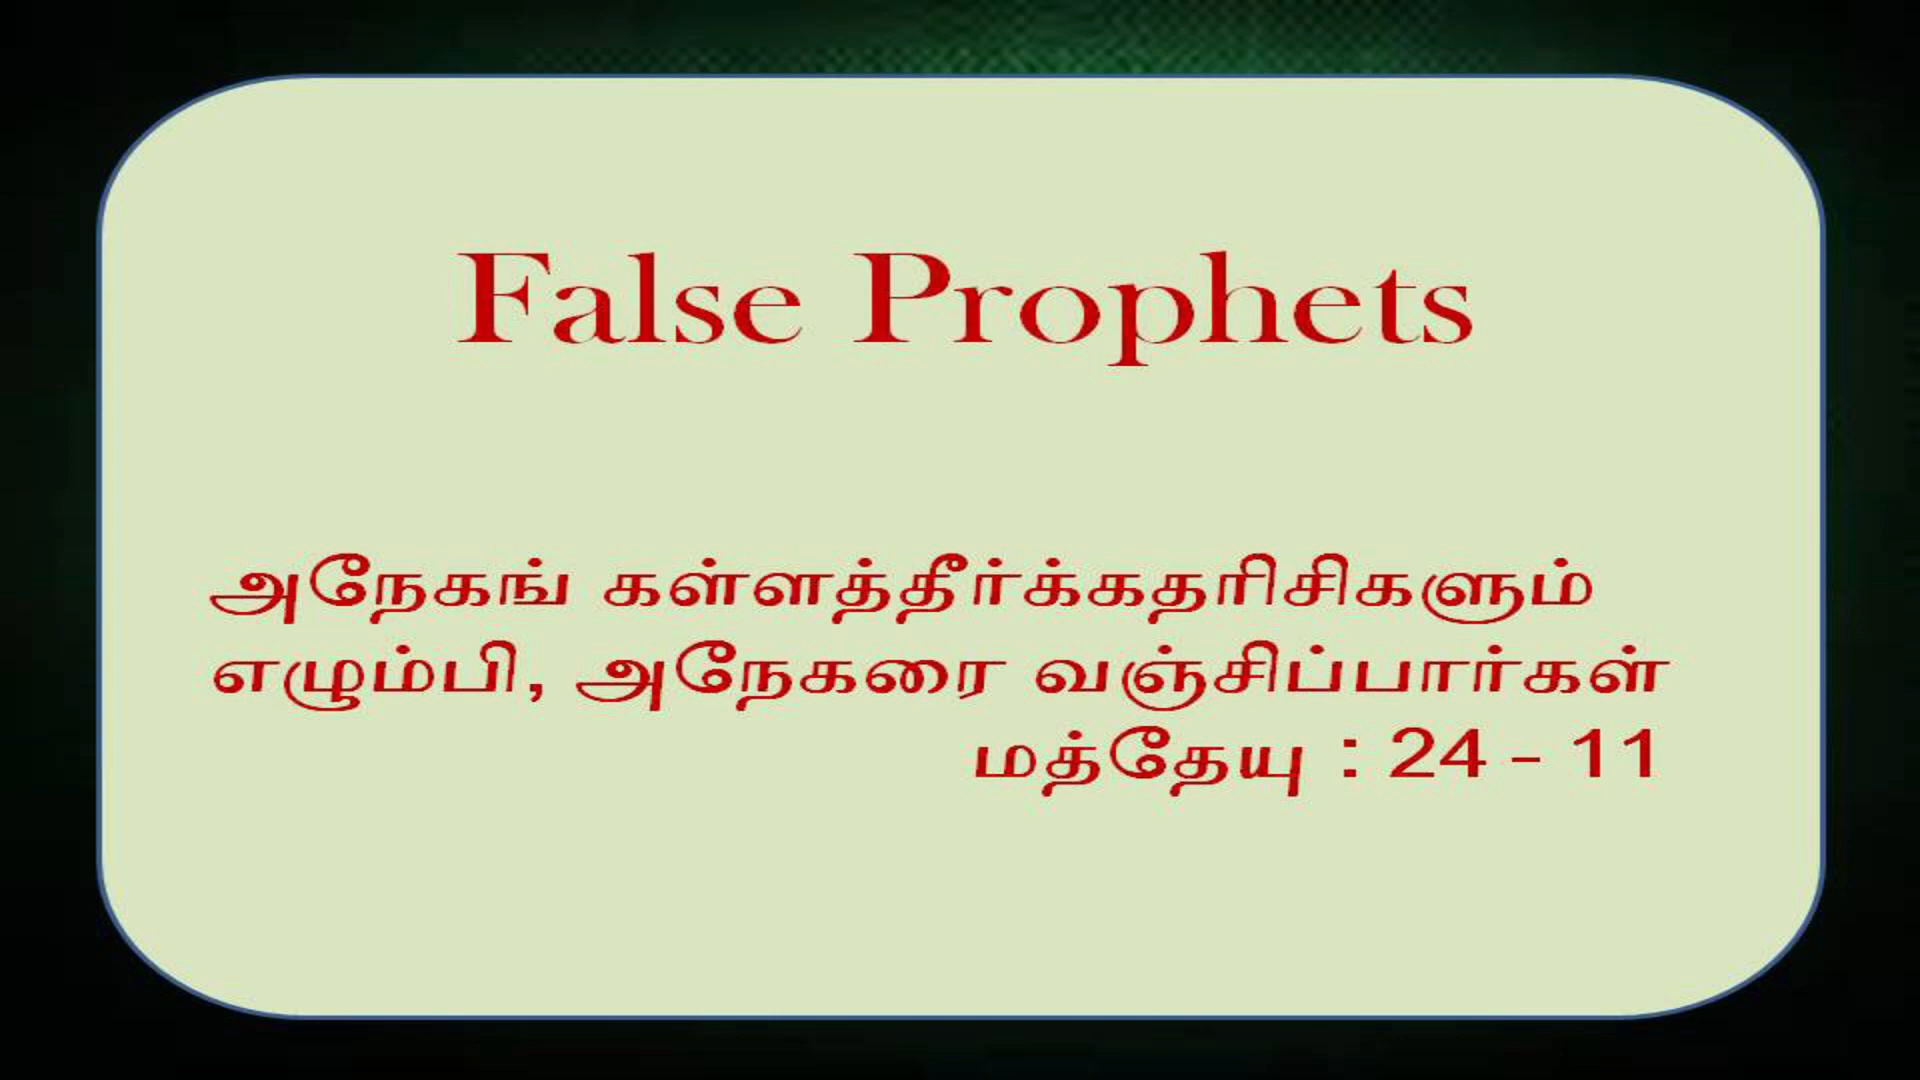 False Prophets
அநேகங் கள்ளத்தீர்க்கதரிசிகளும்
எழும்பி, அநேகரை வஞ்சிப்பார்கள்
மத்தேயு : 24 - 11